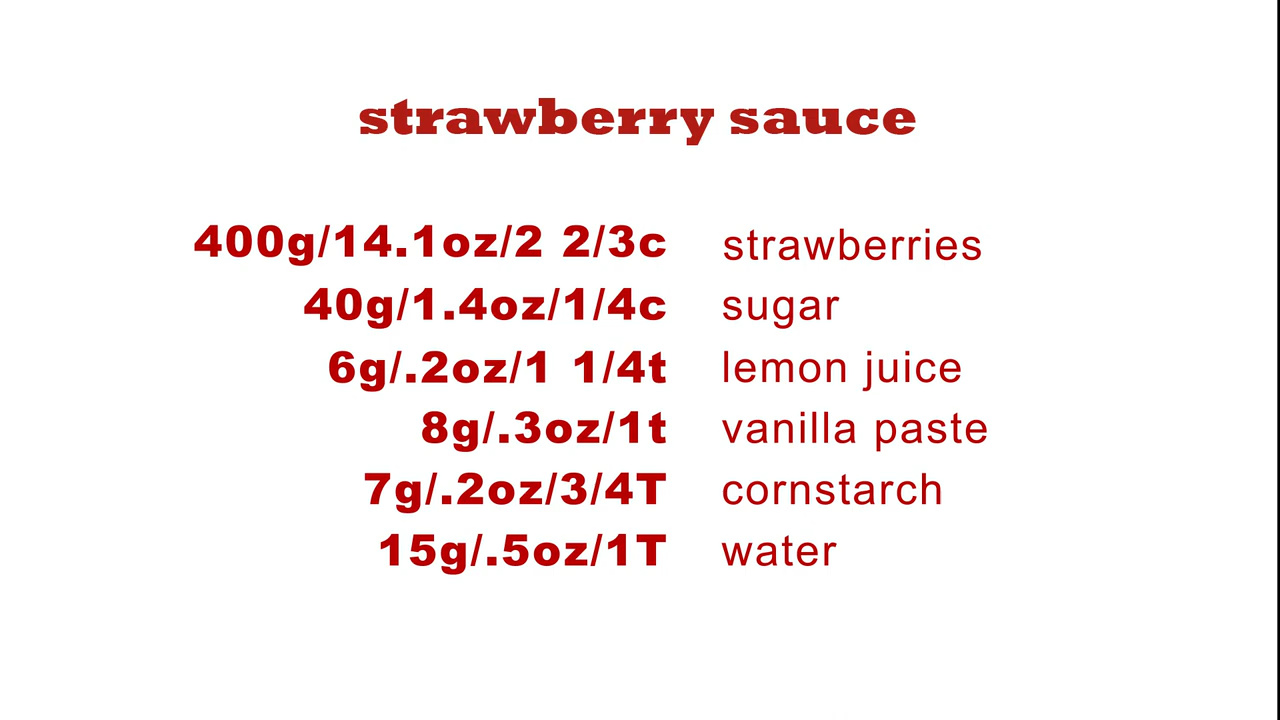 strawberry sauce
400g/14.1oz/2 2/3c strawberries
40g/1.4oz/1/4c sugar
6g/.2oz/1 1/4t lemon juice
8g/.3oz/1t vanilla paste
7g/.2oz/3/4T cornstarch
15g/.5oz/1T water